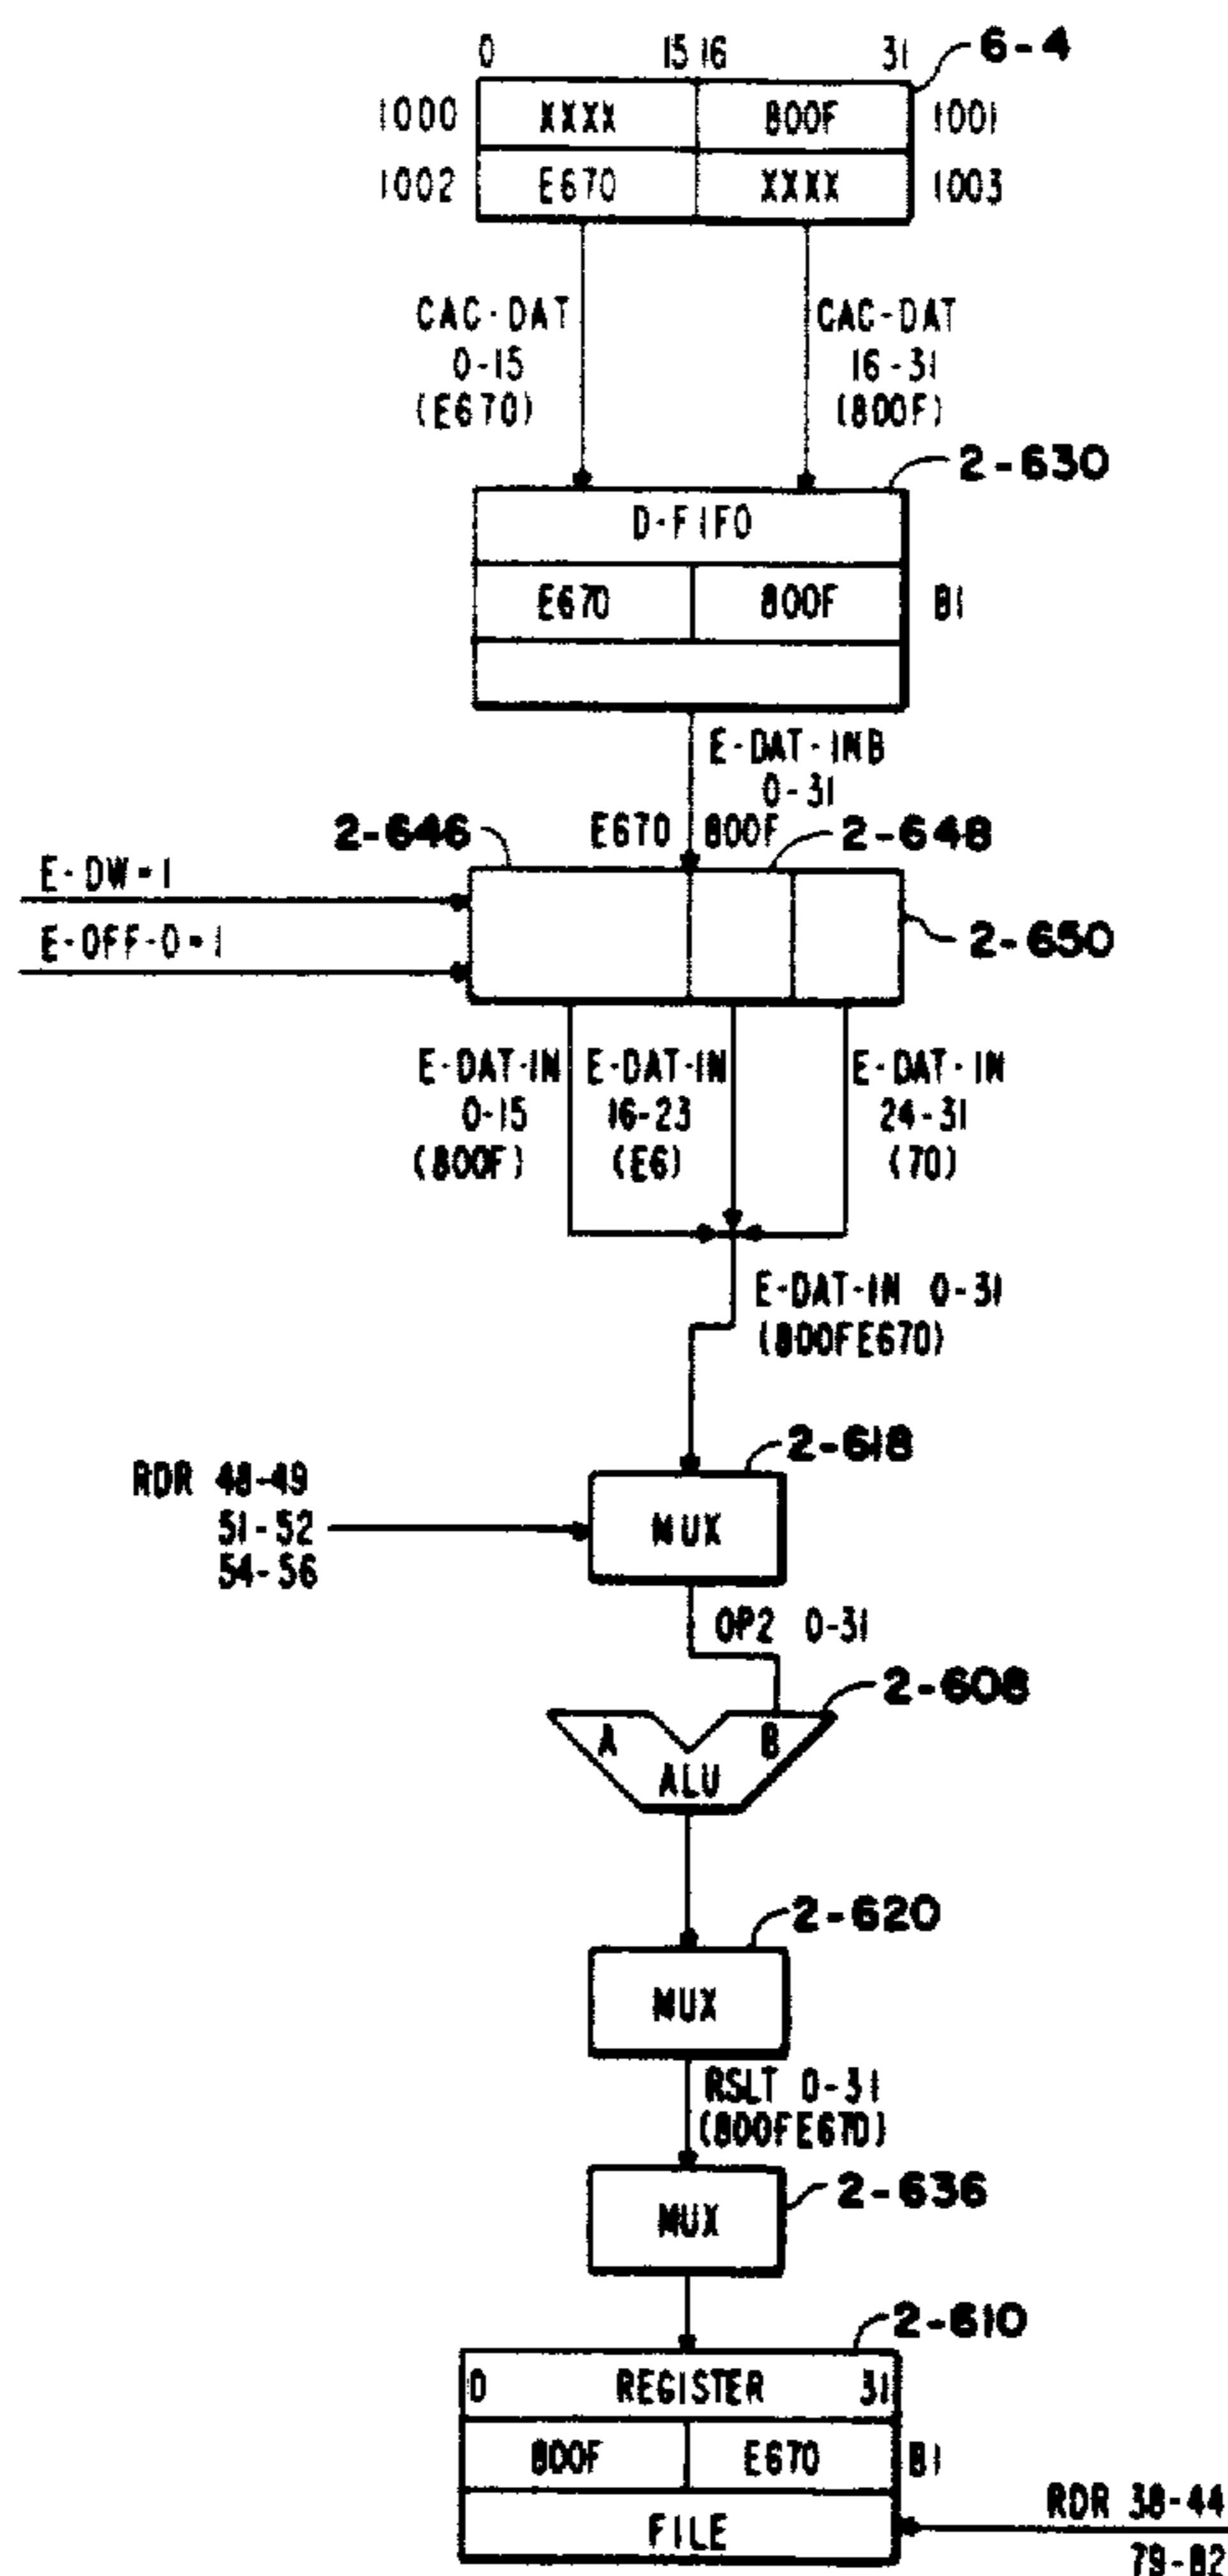 0 15 16 31 6-4
1000 XXXX 800F 1001
1002 E670 XXXX 1003
CAC-DAT
0-15
(E670)
CAC-DAT
16-31
(800F)
2-630
D-FIFO
E670 800F B1
E-DAT-INB
0-31
2-646 E670 800F 2-648
E-DW=1
E-OFF-0=1
2-650
E-DAT-IN
0-15
(800F)
E-DAT-IN
16-23
(E6)
E-DAT-IN
24-31
(70)
E-DAT-IN 0-31
(800FE670)
2-618
RDR 48-49
51-52
54-56
MUX
OP2 0-31
2-608
A B
ALU
2-620
MUX
RSLT 0-31
(800FE670)
2-636
MUX
2-610
0 REGISTER 31
800F E670 B1
FILE
RDR 38-44
79-82